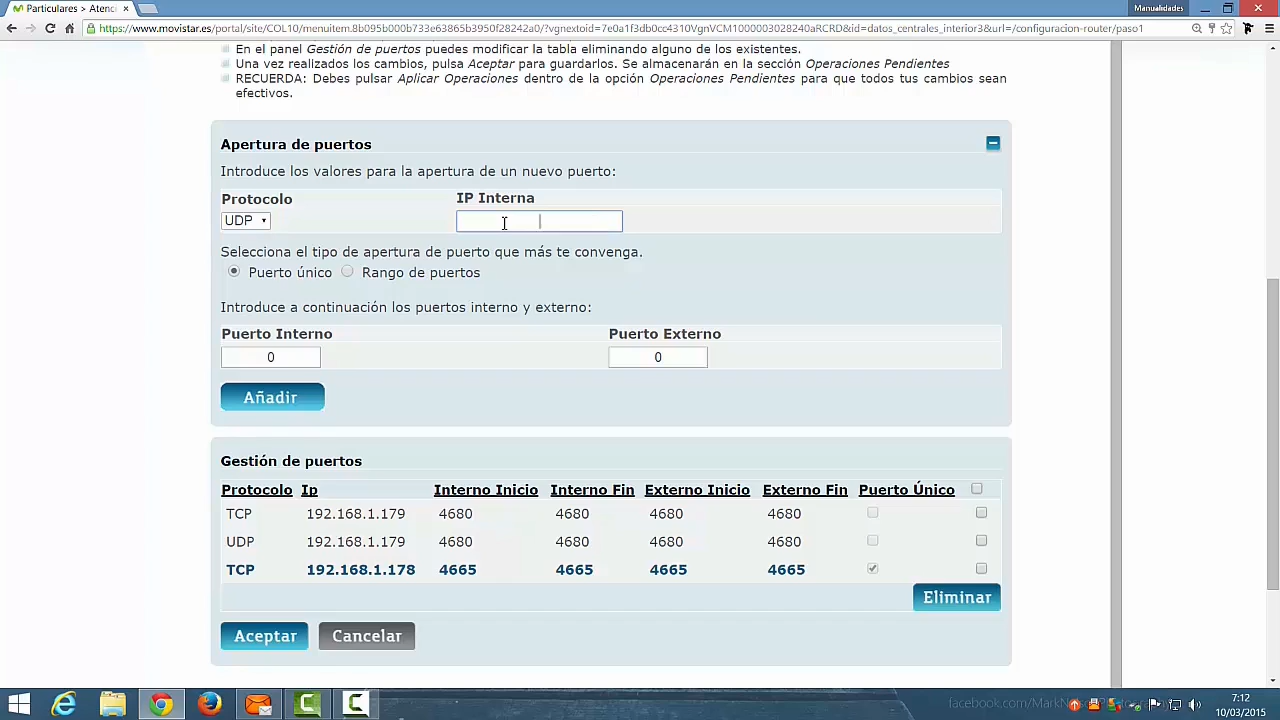 Particulares > Atenci
Manualidades
https://www.movistar.es/portal/site/COL10/menuitem.8b095b000b733e63865b3950f28242a0/?vgnextoid=7e0a1f3db0cc4310VgnVCM1000003028240aRCRD&id=datos_centrales_interior3&url=/configuracion-router/paso1
En el panel Gestión de puertos puedes modificar la tabla eliminando alguno de los existentes.
Una vez realizados los cambios, pulsa Aceptar para guardarlos. Se almacenarán en la sección Operaciones Pendientes
RECUERDA: Debes pulsar Aplicar Operaciones dentro de la opción Operaciones Pendientes para que todos tus cambios sean
efectivos.
Apertura de puertos
Introduce los valores para la apertura de un nuevo puerto:
Protocolo IP Interna
UDP
Selecciona el tipo de apertura de puerto que más te convenga.
Puerto único Rango de puertos
Introduce a continuación los puertos interno y externo:
Puerto Interno Puerto Externo
0 0
Añadir
Gestión de puertos
Protocolo Ip Interno Inicio Interno Fin Externo Inicio Externo Fin Puerto Único
TCP 192.168.1.179 4680 4680 4680 4680
UDP 192.168.1.179 4680 4680 4680 4680
TCP 192.168.1.178 4665 4665 4665 4665
Eliminar
Aceptar Cancelar
7:12
10/03/2015